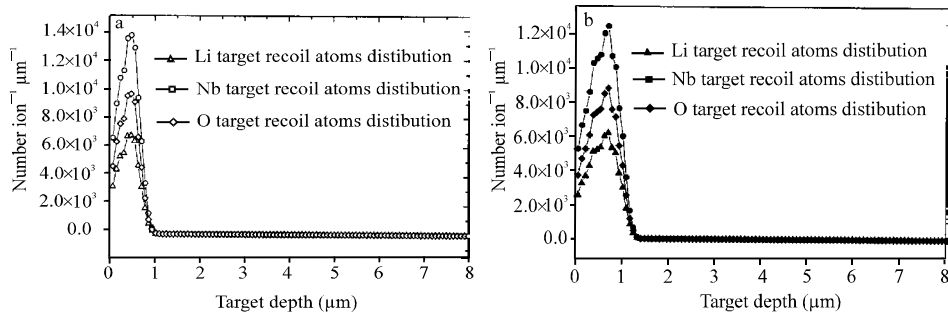 a
1.4×10⁴
1.2×10⁴
1.0×10⁴
8.0×10³
6.0×10³
4.0×10³
2.0×10³
0.0
Number ion⁻¹ μm⁻¹
Li target recoil atoms distibution
Nb target recoil atoms distibution
O target recoil atoms distibution
0 1 2 3 4 5 6 7 8
Target depth (μm)
b
1.2×10⁴
1.0×10⁴
8.0×10³
6.0×10³
4.0×10³
2.0×10³
0.0
Number ion⁻¹ μm⁻¹
Li target recoil atoms distibution
Nb target recoil atoms distibution
O target recoil atoms distibution
0 1 2 3 4 5 6 7 8
Target depth (μm)